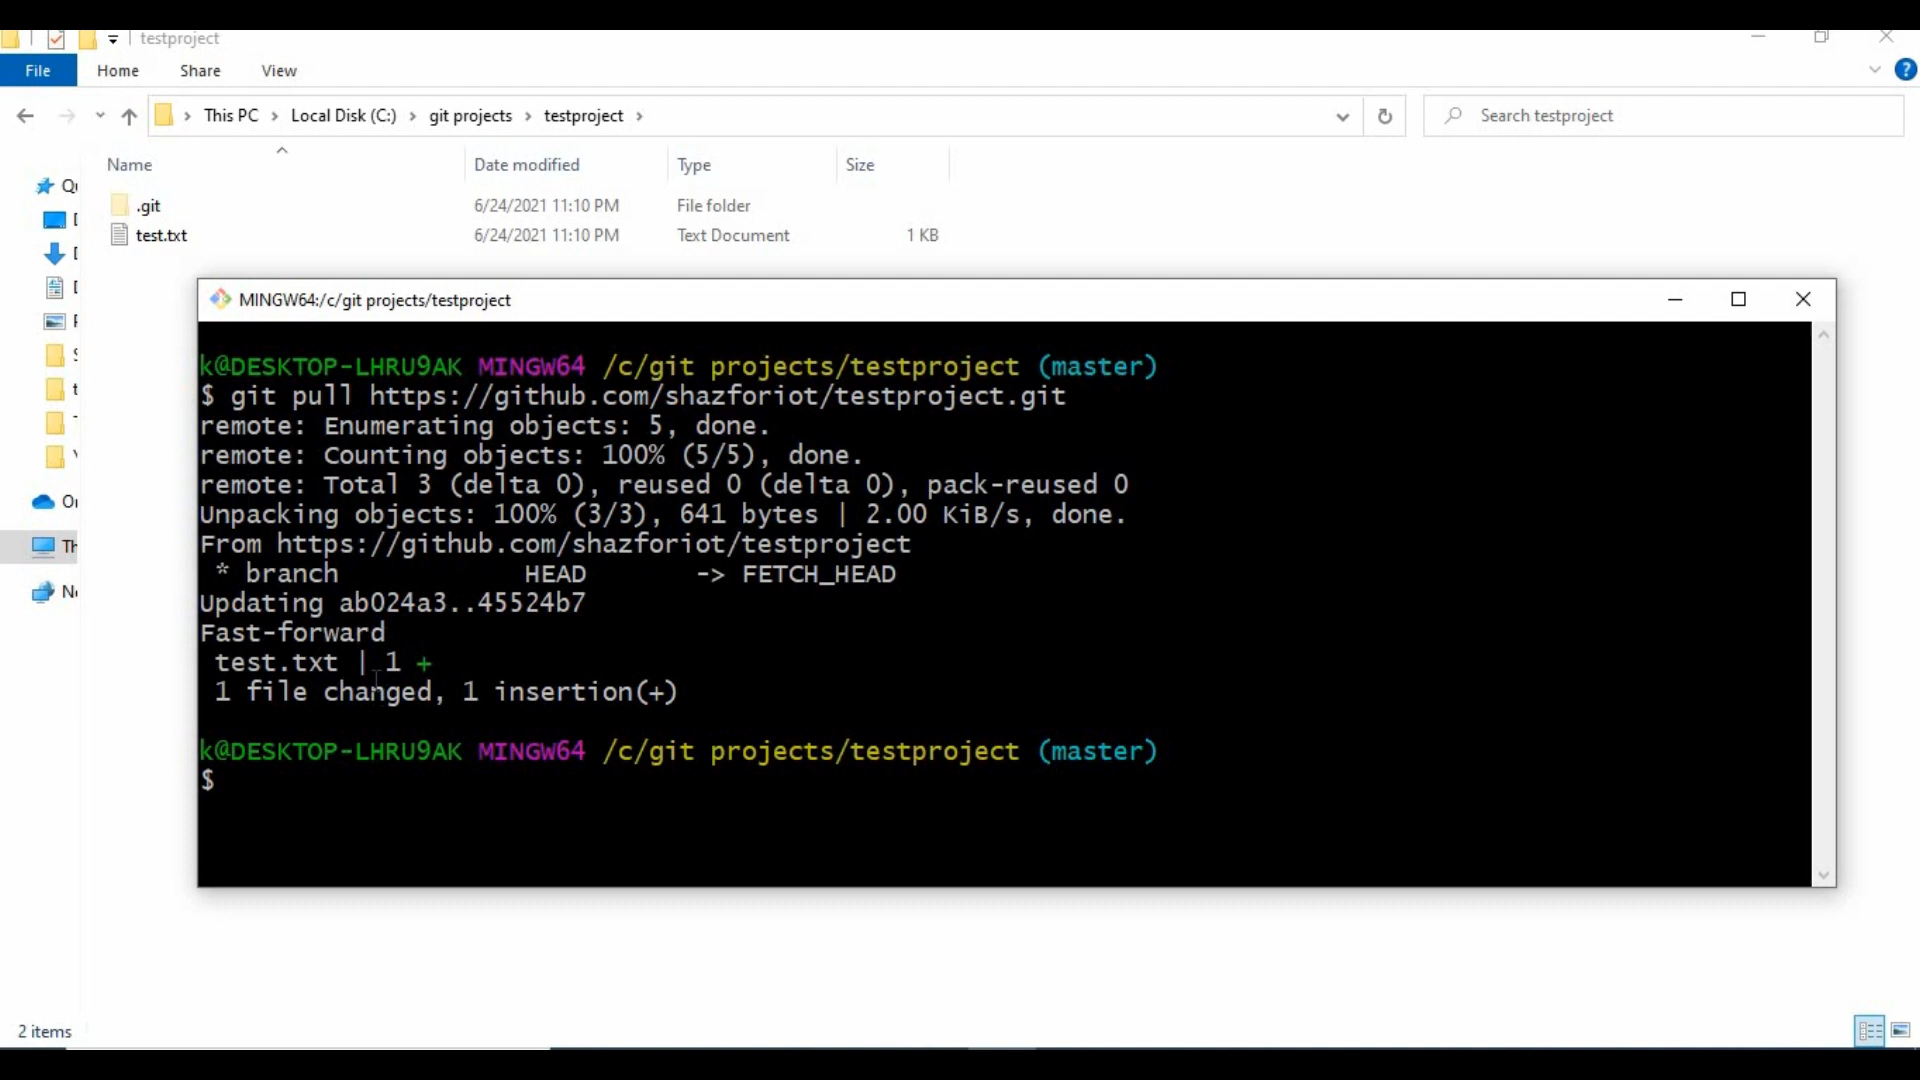 testproject
File Home Share View
This PC > Local Disk (C:) > git projects > testproject >
Search testproject
Name Date modified Type Size
.git 6/24/2021 11:10 PM File folder
test.txt 6/24/2021 11:10 PM Text Document 1 KB
MINGW64:/c/git projects/testproject
k@DESKTOP-LHRU9AK MINGW64 /c/git projects/testproject (master)
$ git pull https://github.com/shazforiot/testproject.git
remote: Enumerating objects: 5, done.
remote: Counting objects: 100% (5/5), done.
remote: Total 3 (delta 0), reused 0 (delta 0), pack-reused 0
Unpacking objects: 100% (3/3), 641 bytes | 2.00 KiB/s, done.
From https://github.com/shazforiot/testproject
* branch HEAD -> FETCH_HEAD
Updating ab024a3..45524b7
Fast-forward
test.txt | 1 +
1 file changed, 1 insertion(+)
k@DESKTOP-LHRU9AK MINGW64 /c/git projects/testproject (master)
$
2 items